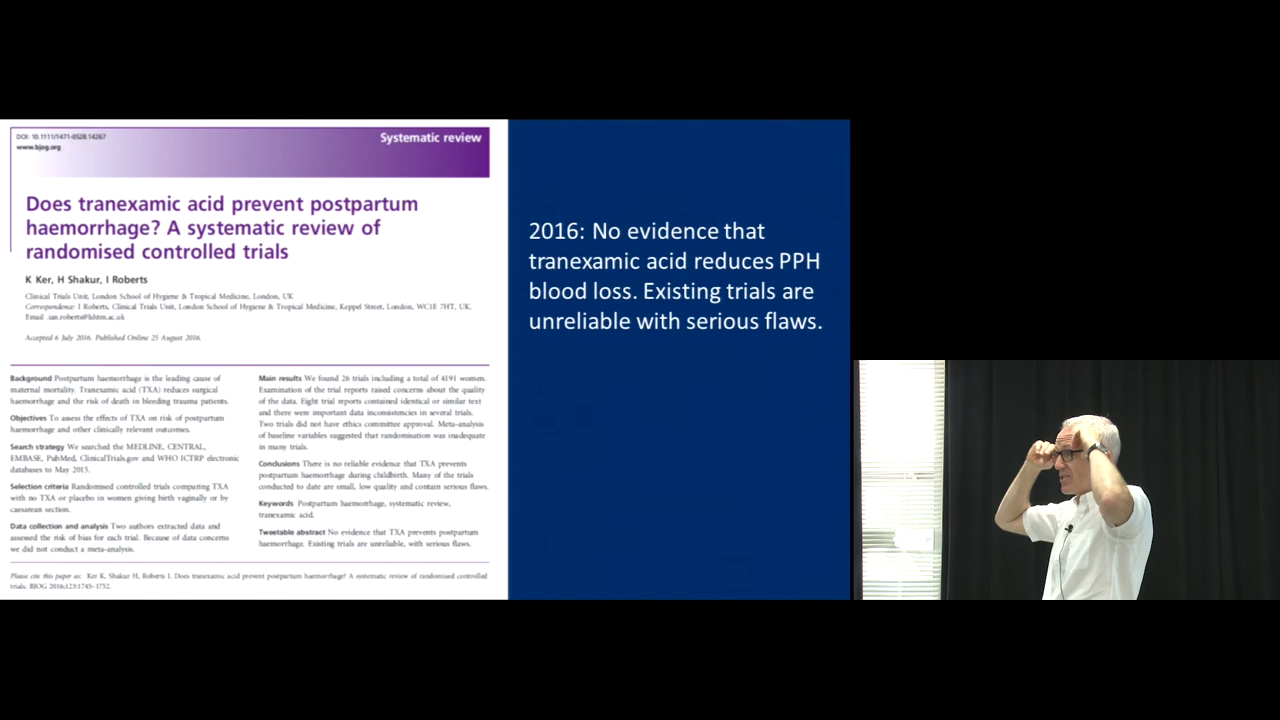 DOI: 10.1111/1471-0528.14267
www.bjog.org
Systematic review
Does tranexamic acid prevent postpartum
haemorrhage? A systematic review of
randomised controlled trials
K Ker, H Shakur, I Roberts
Clinical Trials Unit, London School of Hygiene & Tropical Medicine, London, UK
Correspondence: I Roberts, Clinical Trials Unit, London School of Hygiene & Tropical Medicine, Keppel Street, London, WC1E 7HT, UK.
Email .ian.roberts@lshtm.ac.uk
Accepted 6 July 2016. Published Online 25 August 2016.
Background Postpartum haemorrhage is the leading cause of
maternal mortality. Tranexamic acid (TXA) reduces surgical
haemorrhage and the risk of death in bleeding trauma patients.
Objectives To assess the effects of TXA on risk of postpartum
haemorrhage and other clinically relevant outcomes.
Search strategy We searched the MEDLINE, CENTRAL,
EMBASE, PubMed, ClinicalTrials.gov and WHO ICTRP electronic
databases to May 2015.
Selection criteria Randomised controlled trials comparing TXA
with no TXA or placebo in women giving birth vaginally or by
caesarean section.
Data collection and analysis Two authors extracted data and
assessed the risk of bias for each trial. Because of data concerns
we did not conduct a meta-analysis.
Main results We found 26 trials including a total of 4191 women.
Examination of the trial reports raised concerns about the quality
of the data. Eight trial reports contained identical or similar text
and there were important data inconsistencies in several trials.
Two trials did not have ethics committee approval. Meta-analysis
of baseline variables suggested that randomisation was inadequate
in many trials.
Conclusions There is no reliable evidence that TXA prevents
postpartum haemorrhage during childbirth. Many of the trials
conducted to date are small, low quality and contain serious flaws.
Keywords Postpartum haemorrhage, systematic review,
tranexamic acid.
Tweetable abstract No evidence that TXA prevents postpartum
haemorrhage. Existing trials are unreliable, with serious flaws.
Please cite this paper as: Ker K, Shakur H, Roberts I. Does tranexamic acid prevent postpartum haemorrhage? A systematic review of randomised controlled
trials. BJOG 2016;123:1745–1752.
2016: No evidence that
tranexamic acid reduces PPH
blood loss. Existing trials are
unreliable with serious flaws.